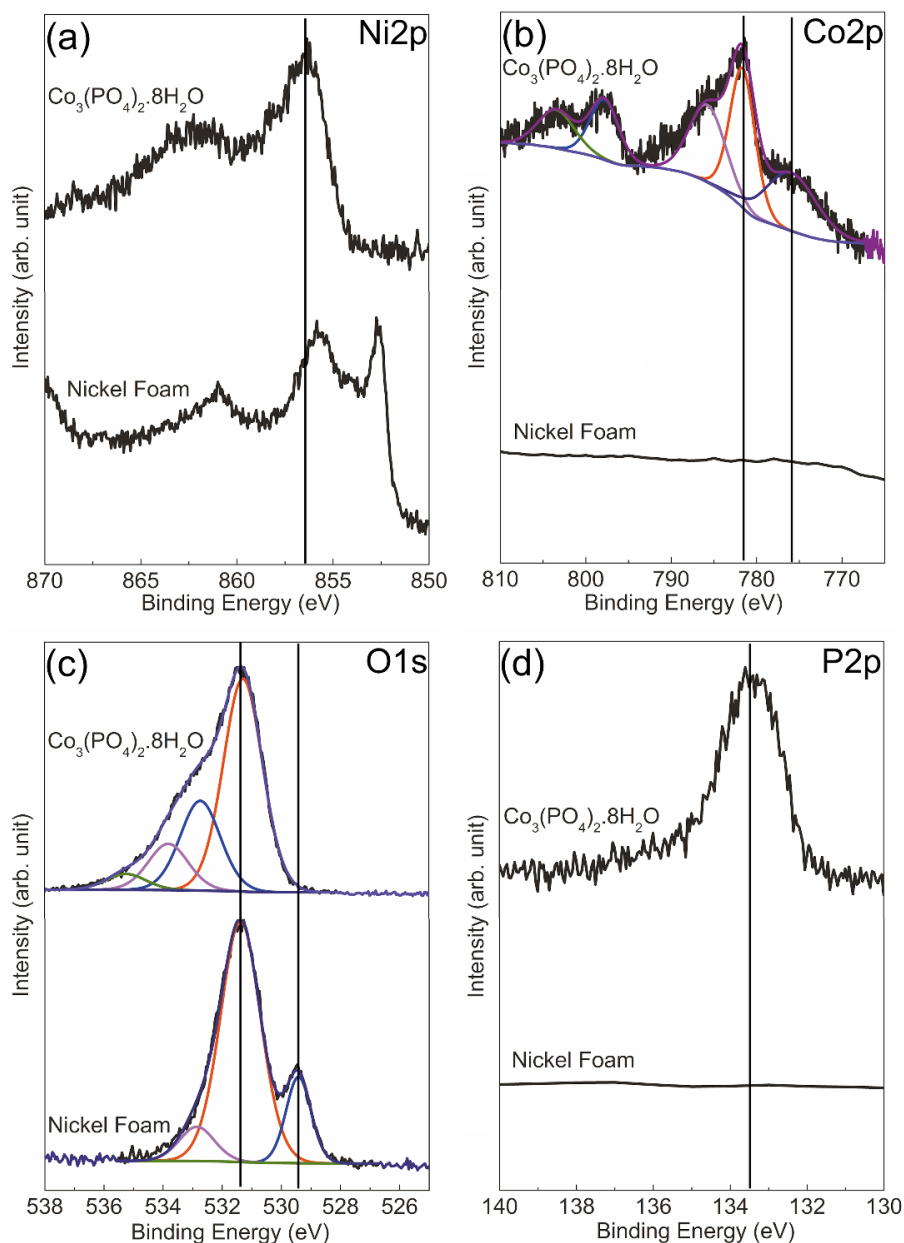 (a) Ni2p
Co₃(PO₄)₂.8H₂O
Nickel Foam
Intensity (arb. unit)
870 865 860 855 850
Binding Energy (eV)
(b) Co2p
Co₃(PO₄)₂.8H₂O
Nickel Foam
Intensity (arb. unit)
810 800 790 780 770
Binding Energy (eV)
(c) O1s
Co₃(PO₄)₂.8H₂O
Nickel Foam
Intensity (arb. unit)
538 536 534 532 530 528 526
Binding Energy (eV)
(d) P2p
Co₃(PO₄)₂.8H₂O
Nickel Foam
Intensity (arb. unit)
140 138 136 134 132 130
Binding Energy (eV)